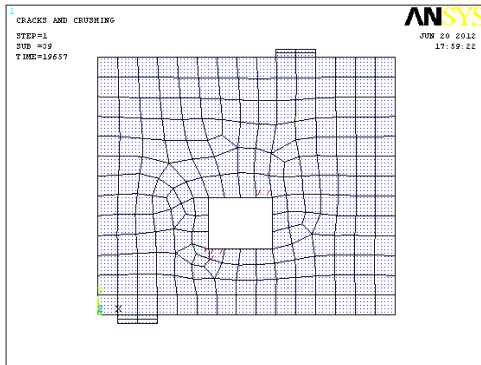 1
CRACKS AND CRUSHING
STEP=1
SUB =39
TIME=19657
ANSYS
JUN 20 2012
17:59:22
Y
Z X